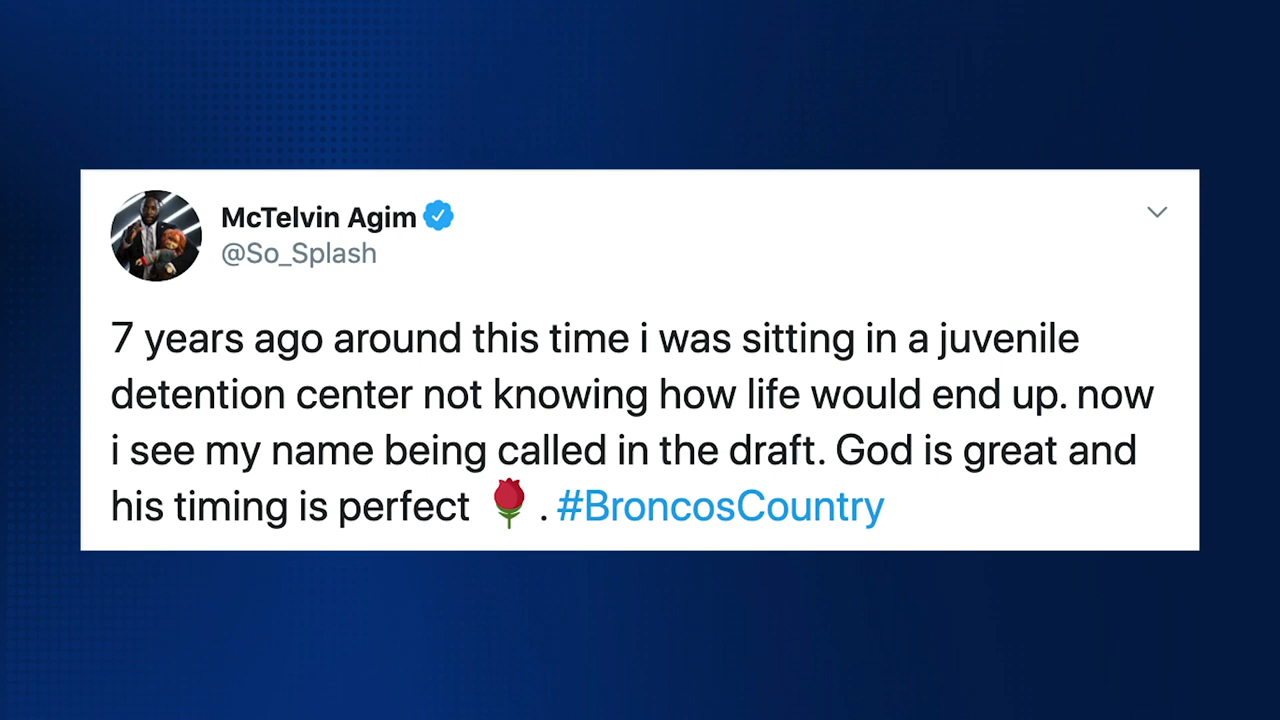 McTelvin Agim
@So_Splash
7 years ago around this time i was sitting in a juvenile
detention center not knowing how life would end up. now
i see my name being called in the draft. God is great and
his timing is perfect 🌹. #BroncosCountry